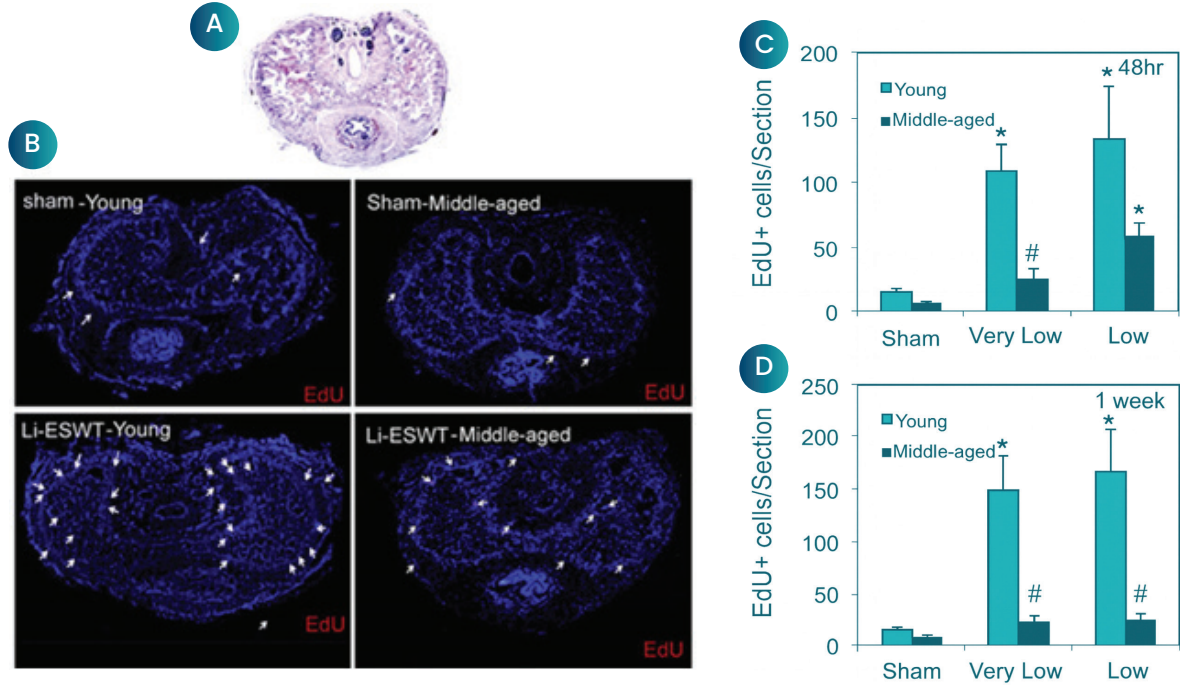 A
B
sham -Young
EdU
Sham-Middle-aged
EdU
Li-ESWT-Young
EdU
Li-ESWT-Middle-aged
EdU
C
EdU+ cells/Section
200
150
100
50
0
Young
Middle-aged
48hr
*
*
#
*
Sham
Very Low
Low
D
EdU+ cells/Section
250
200
150
100
50
0
Young
Middle-aged
1 week
*
*
#
#
Sham
Very Low
Low